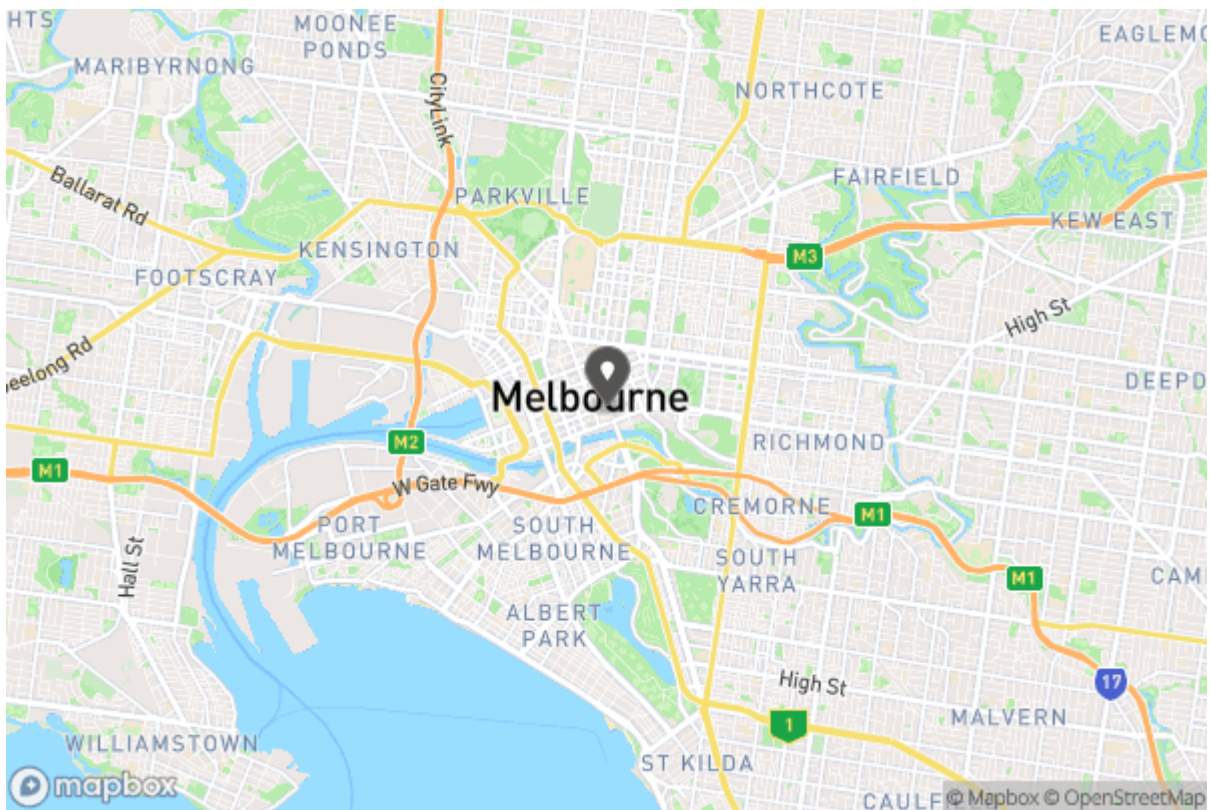 HTS
MOONEE
PONDS
EAGLEMO
MARIBYRNONG
CityLink
NORTHCOTE
Ballarat Rd
PARKVILLE
FAIRFIELD
KEW EAST
KENSINGTON
M3
FOOTSCRAY
High St
eelong Rd
Melbourne
DEEPD
M2
RICHMOND
M1
W Gate Fwy
CREMORNE
M1
PORT
MELBOURNE
SOUTH
MELBOURNE
Hall St
SOUTH
YARRA
M1
CAM
ALBERT
PARK
High St
17
1
MALVERN
WILLIAMSTOWN
ST KILDA
mapbox
CAULF
© Mapbox © OpenStreetMap